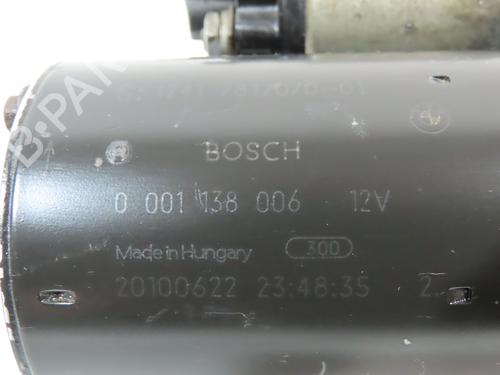 BOSCH
0 001 138 006 12V
Made in Hungary 300
20100622 23:48:35 2..